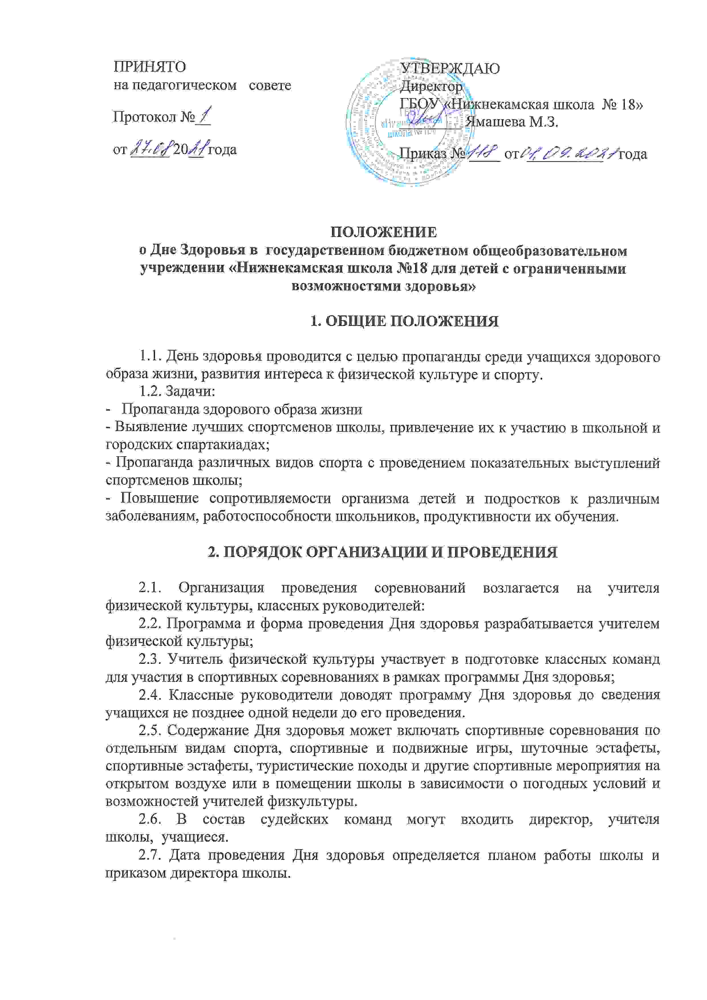 ПРИНЯТО
на педагогическом совете
Протокол № 1
от 27.08 2021 года
УТВЕРЖДАЮ
Директор
ГБОУ «Нижнекамская школа № 18»
Ямашева М.З.
Приказ № 118 от 01.09.2021 года
ПОЛОЖЕНИЕ
о Дне Здоровья в государственном бюджетном общеобразовательном
учреждении «Нижнекамская школа №18 для детей с ограниченными
возможностями здоровья»
1. ОБЩИЕ ПОЛОЖЕНИЯ
1.1. День здоровья проводится с целью пропаганды среди учащихся здорового
образа жизни, развития интереса к физической культуре и спорту.
1.2. Задачи:
- Пропаганда здорового образа жизни
- Выявление лучших спортсменов школы, привлечение их к участию в школьной и
городских спартакиадах;
- Пропаганда различных видов спорта с проведением показательных выступлений
спортсменов школы;
- Повышение сопротивляемости организма детей и подростков к различным
заболеваниям, работоспособности школьников, продуктивности их обучения.
2. ПОРЯДОК ОРГАНИЗАЦИИ И ПРОВЕДЕНИЯ
2.1. Организация проведения соревнований возлагается на учителя
физической культуры, классных руководителей:
2.2. Программа и форма проведения Дня здоровья разрабатывается учителем
физической культуры;
2.3. Учитель физической культуры участвует в подготовке классных команд
для участия в спортивных соревнованиях в рамках программы Дня здоровья;
2.4. Классные руководители доводят программу Дня здоровья до сведения
учащихся не позднее одной недели до его проведения.
2.5. Содержание Дня здоровья может включать спортивные соревнования по
отдельным видам спорта, спортивные и подвижные игры, шуточные эстафеты,
спортивные эстафеты, туристические походы и другие спортивные мероприятия на
открытом воздухе или в помещении школы в зависимости о погодных условий и
возможностей учителей физкультуры.
2.6. В состав судейских команд могут входить директор, учителя
школы, учащиеся.
2.7. Дата проведения Дня здоровья определяется планом работы школы и
приказом директора школы.